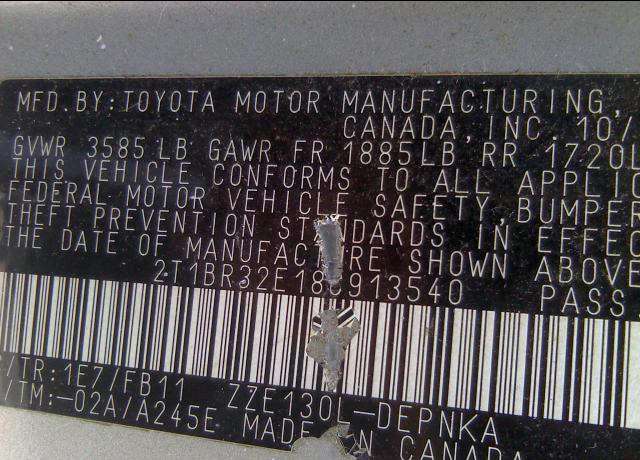 MFD. BY: TOYOTA MOTOR MANUFACTURING,
CANADA, INC. 10/
GVWR 3585 LB GAWR FR 1885LB RR 1720L
THIS VEHICLE CONFORMS TO ALL APPLIC
FEDERAL MOTOR VEHICLE SAFETY, BUMPER
THEFT PREVENTION STANDARDS IN EFFEC
THE DATE OF MANUFACTURE SHOWN ABOVE
2T1BR32E18C913540 PASS
/TR: 1E7/FB11 ZZE130L-DEPNKA
/TM: -02A/A245E MADE IN CANADA